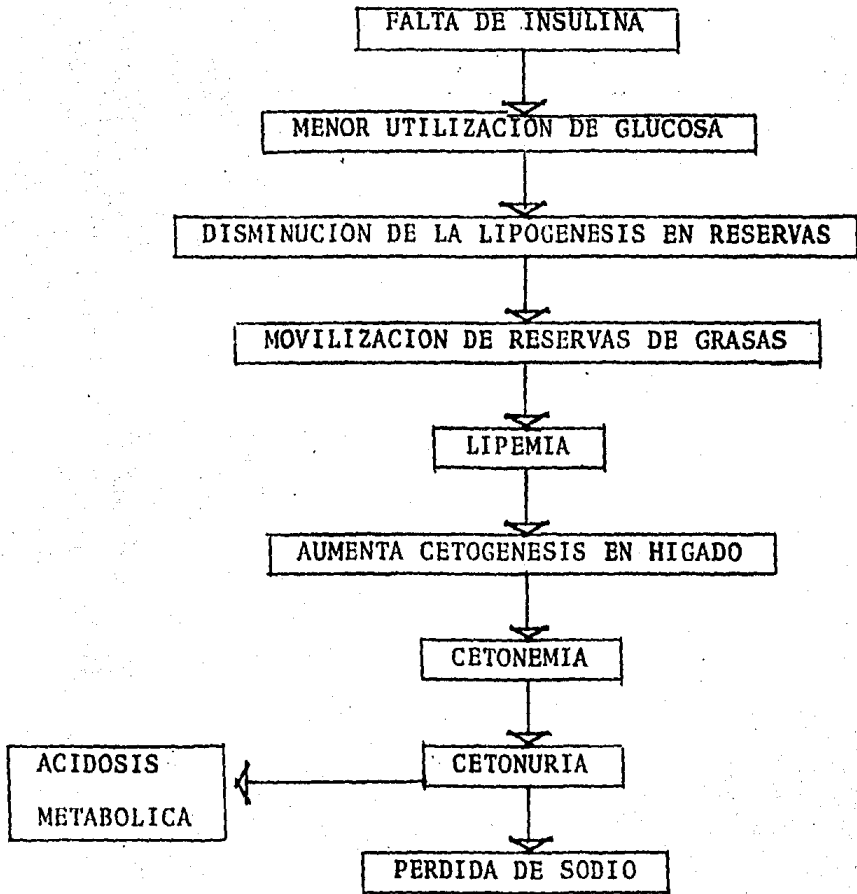 FALTA DE INSULINA
MENOR UTILIZACION DE GLUCOSA
DISMINUCION DE LA LIPOGENESIS EN RESERVAS
MOVILIZACION DE RESERVAS DE GRASAS
LIPEMIA
AUMENTA CETOGENESIS EN HIGADO
CETONEMIA
CETONURIA
ACIDOSIS
METABOLICA
PERDIDA DE SODIO